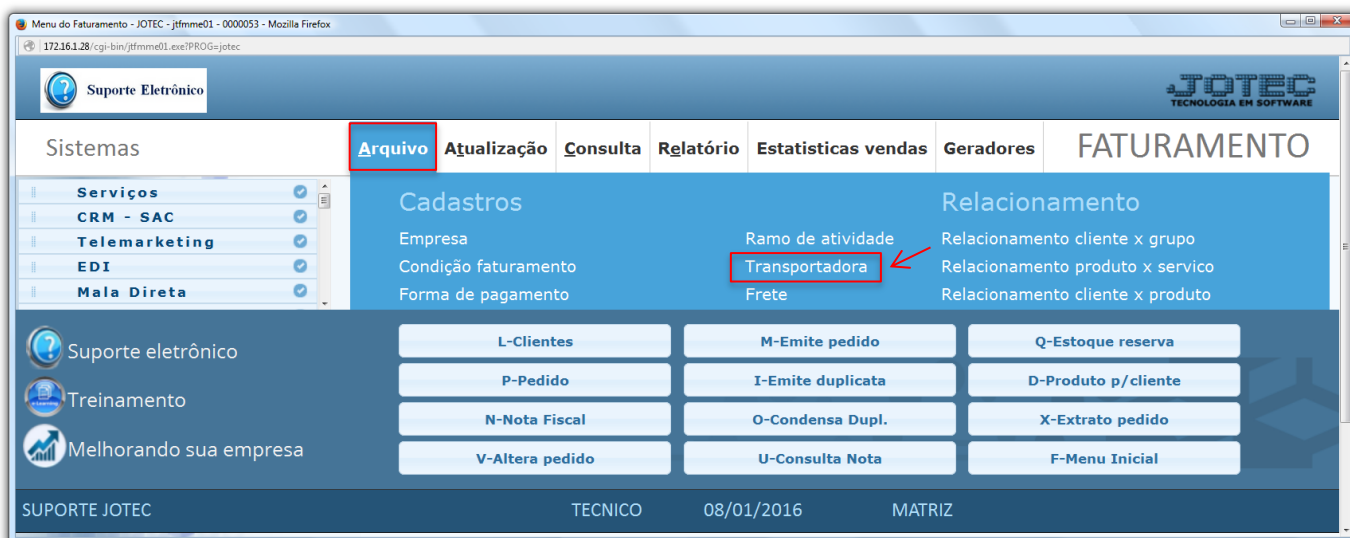 Menu do Faturamento - JOTEC - jtfmme01 - 0000053 - Mozilla Firefox
172.16.1.28/cgi-bin/jtfmme01.exe?PROG=jotec
Suporte Eletrônico
JOTEC
TECNOLOGIA EM SOFTWARE
Sistemas
Arquivo Atualização Consulta Relatório Estatisticas vendas Geradores FATURAMENTO
Serviços
CRM - SAC
Telemarketing
EDI
Mala Direta
Cadastros Relacionamento
Empresa Ramo de atividade Relacionamento cliente x grupo
Condição faturamento Transportadora Relacionamento produto x servico
Forma de pagamento Frete Relacionamento cliente x produto
Suporte eletrônico
Treinamento
Melhorando sua empresa
L-Clientes M-Emite pedido Q-Estoque reserva
P-Pedido I-Emite duplicata D-Produto p/cliente
N-Nota Fiscal O-Condensa Dupl. X-Extrato pedido
V-Altera pedido U-Consulta Nota F-Menu Inicial
SUPORTE JOTEC TECNICO 08/01/2016 MATRIZ